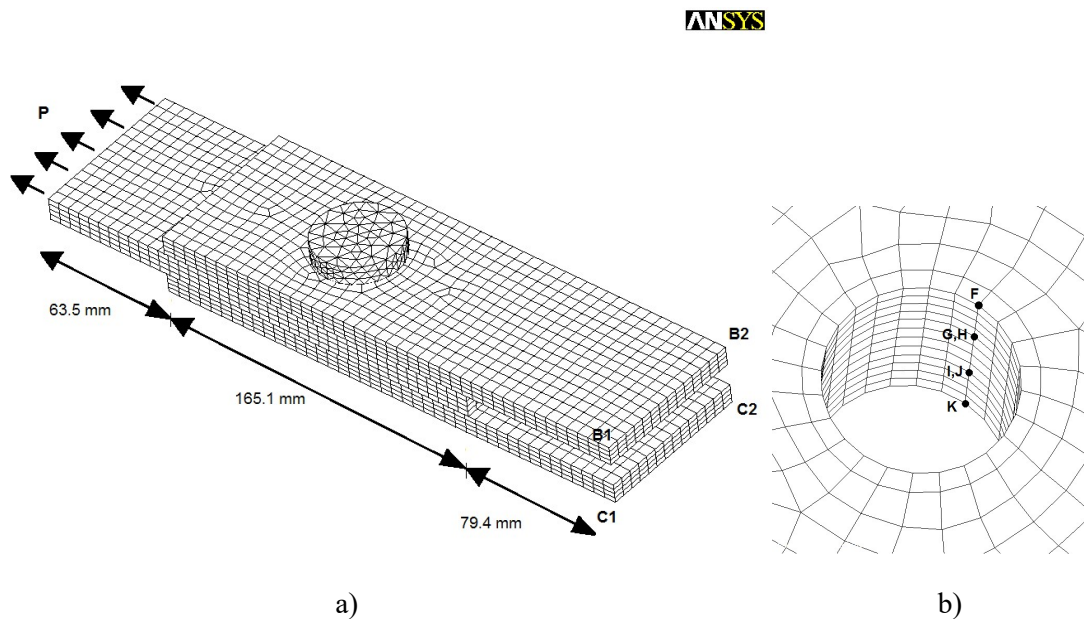 ANSYS
P
63.5 mm
165.1 mm
79.4 mm
B2
C2
B1
C1
F
G,H
I,J
K
a)
b)